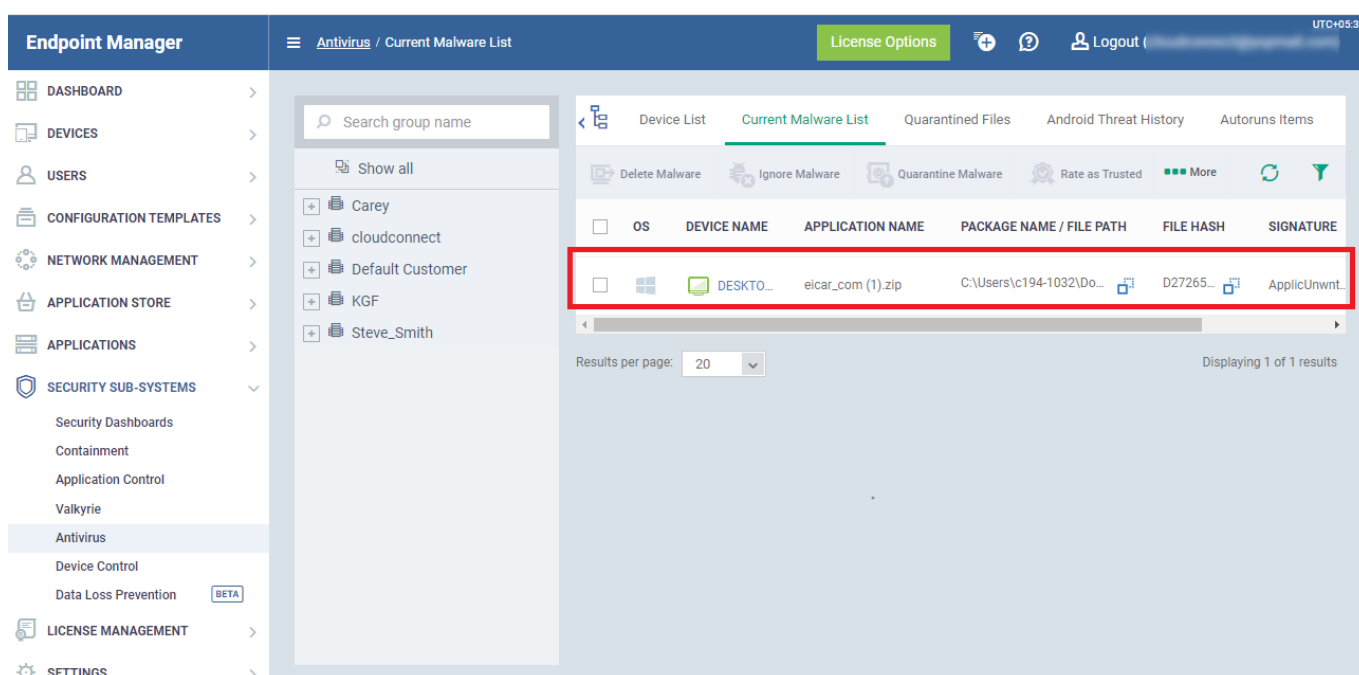 UTC+05:3
Endpoint Manager
Antivirus / Current Malware List
License Options
Logout (
DASHBOARD
DEVICES
USERS
CONFIGURATION TEMPLATES
NETWORK MANAGEMENT
APPLICATION STORE
APPLICATIONS
SECURITY SUB-SYSTEMS
Security Dashboards
Containment
Application Control
Valkyrie
Antivirus
Device Control
Data Loss Prevention BETA
LICENSE MANAGEMENT
SETTINGS
Search group name
Show all
Carey
cloudconnect
Default Customer
KGF
Steve_Smith
Device List Current Malware List Quarantined Files Android Threat History Autoruns Items
Delete Malware Ignore Malware Quarantine Malware Rate as Trusted More
OS DEVICE NAME APPLICATION NAME PACKAGE NAME / FILE PATH FILE HASH SIGNATURE
DESKTO... eicar_com (1).zip C:\Users\c194-1032\Do... D27265... ApplicUnwnt...
Results per page: 20 Displaying 1 of 1 results